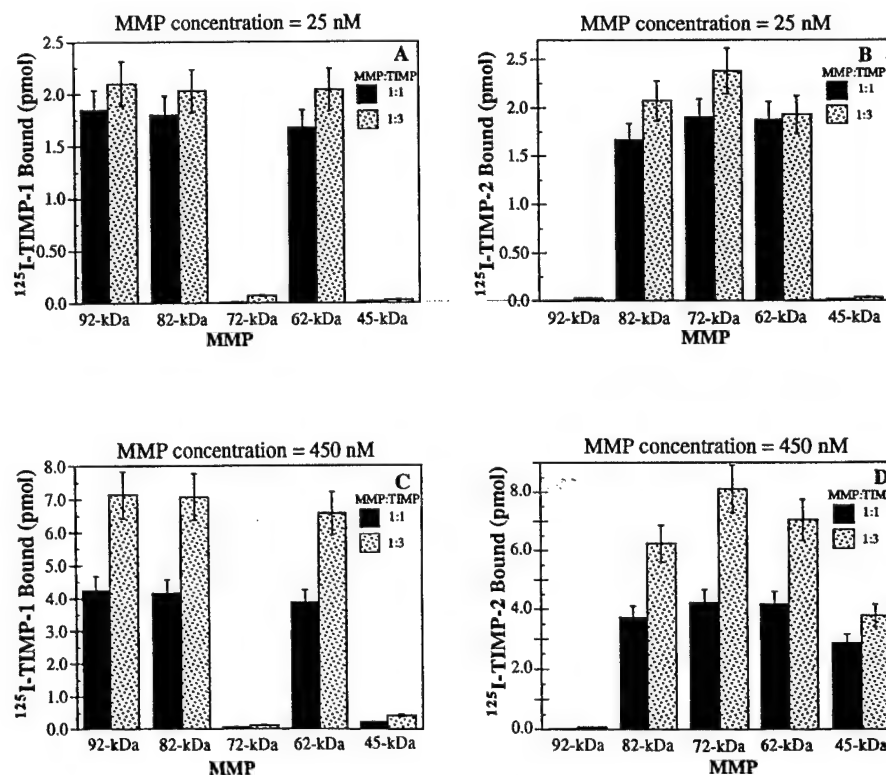 MMP concentration = 25 nM
A
MMP:TIMP
1:1
1:3
125I-TIMP-1 Bound (pmol)
2.5
2.0
1.5
1.0
0.50
0.0
92-kDa 82-kDa 72-kDa 62-kDa 45-kDa
MMP
MMP concentration = 25 nM
B
MMP:TIMP
1:1
1:3
125I-TIMP-2 Bound (pmol)
2.5
2.0
1.5
1.0
0.50
0.0
92-kDa 82-kDa 72-kDa 62-kDa 45-kDa
MMP
MMP concentration = 450 nM
C
MMP:TIMP
1:1
1:3
125I-TIMP-1 Bound (pmol)
8.0
7.0
6.0
5.0
4.0
3.0
2.0
1.0
0.0
92-kDa 82-kDa 72-kDa 62-kDa 45-kDa
MMP
MMP concentration = 450 nM
D
MMP:TIMP
1:1
1:3
125I-TIMP-2 Bound (pmol)
8.0
6.0
4.0
2.0
0.0
92-kDa 82-kDa 72-kDa 62-kDa 45-kDa
MMP